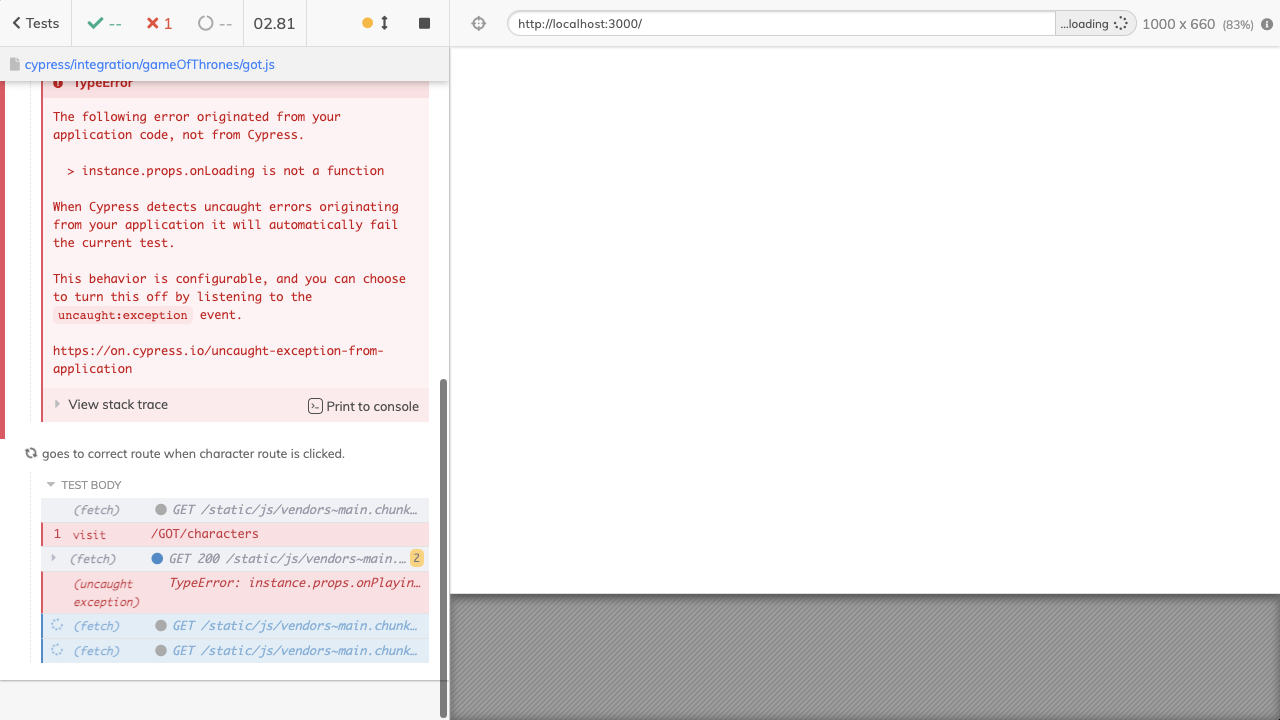 Tests
--
1
--
02.81
http://localhost:3000/
...loading
1000 x 660 (83%)
cypress/integration/gameOfThrones/got.js
TypeError
The following error originated from your
application code, not from Cypress.
> instance.props.onLoading is not a function
When Cypress detects uncaught errors originating
from your application it will automatically fail
the current test.
This behavior is configurable, and you can choose
to turn this off by listening to the
uncaught:exception event.
https://on.cypress.io/uncaught-exception-from-
application
View stack trace
Print to console
goes to correct route when character route is clicked.
TEST BODY
(fetch) GET /static/js/vendors~main.chunk...
1 visit /GOT/characters
(fetch) GET 200 /static/js/vendors~main.... 2
(uncaught TypeError: instance.props.onPlayin...
exception)
(fetch) GET /static/js/vendors~main.chunk...
(fetch) GET /static/js/vendors~main.chunk...